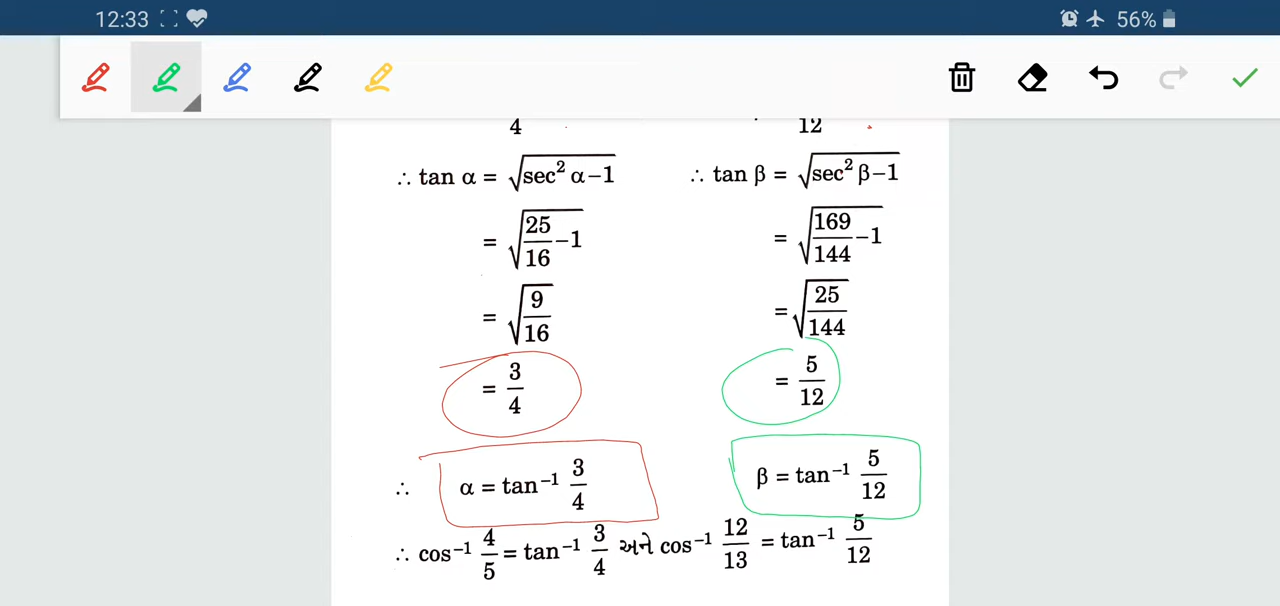 12:33 56%
4 12
∴ tan α = √(sec² α−1) ∴ tan β = √(sec² β−1)
= √(25/16 −1) = √(169/144 −1)
= √(9/16) = √(25/144)
= 3/4 = 5/12
∴ α = tan⁻¹ 3/4 β = tan⁻¹ 5/12
∴ cos⁻¹ 4/5 = tan⁻¹ 3/4 અને cos⁻¹ 12/13 = tan⁻¹ 5/12